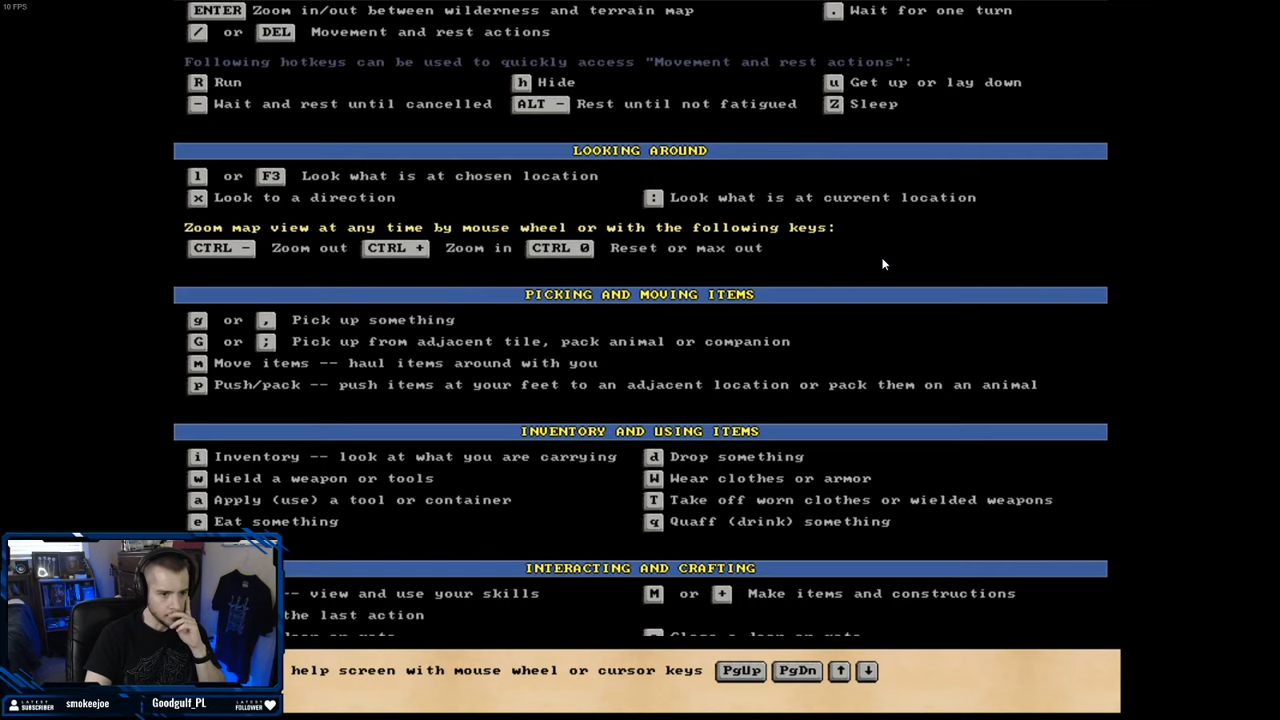 10 FPS
ENTER Zoom in/out between wilderness and terrain map . Wait for one turn
/ or DEL Movement and rest actions
Following hotkeys can be used to quickly access "Movement and rest actions":
R Run h Hide u Get up or lay down
- Wait and rest until cancelled ALT - Rest until not fatigued Z Sleep
LOOKING AROUND
l or F3 Look what is at chosen location
x Look to a direction : Look what is at current location
Zoom map view at any time by mouse wheel or with the following keys:
CTRL - Zoom out CTRL + Zoom in CTRL 0 Reset or max out
PICKING AND MOVING ITEMS
g or , Pick up something
G or ; Pick up from adjacent tile, pack animal or companion
m Move items -- haul items around with you
p Push/pack -- push items at your feet to an adjacent location or pack them on an animal
INVENTORY AND USING ITEMS
i Inventory -- look at what you are carrying d Drop something
w Wield a weapon or tools W Wear clothes or armor
a Apply (use) a tool or container T Take off worn clothes or wielded weapons
e Eat something q Quaff (drink) something
INTERACTING AND CRAFTING
-- view and use your skills M or + Make items and constructions
the last action
help screen with mouse wheel or cursor keys PgUp PgDn ↑ ↓
LATEST SUBSCRIBER smokeejoe Goodgulf_PL LATEST FOLLOWER